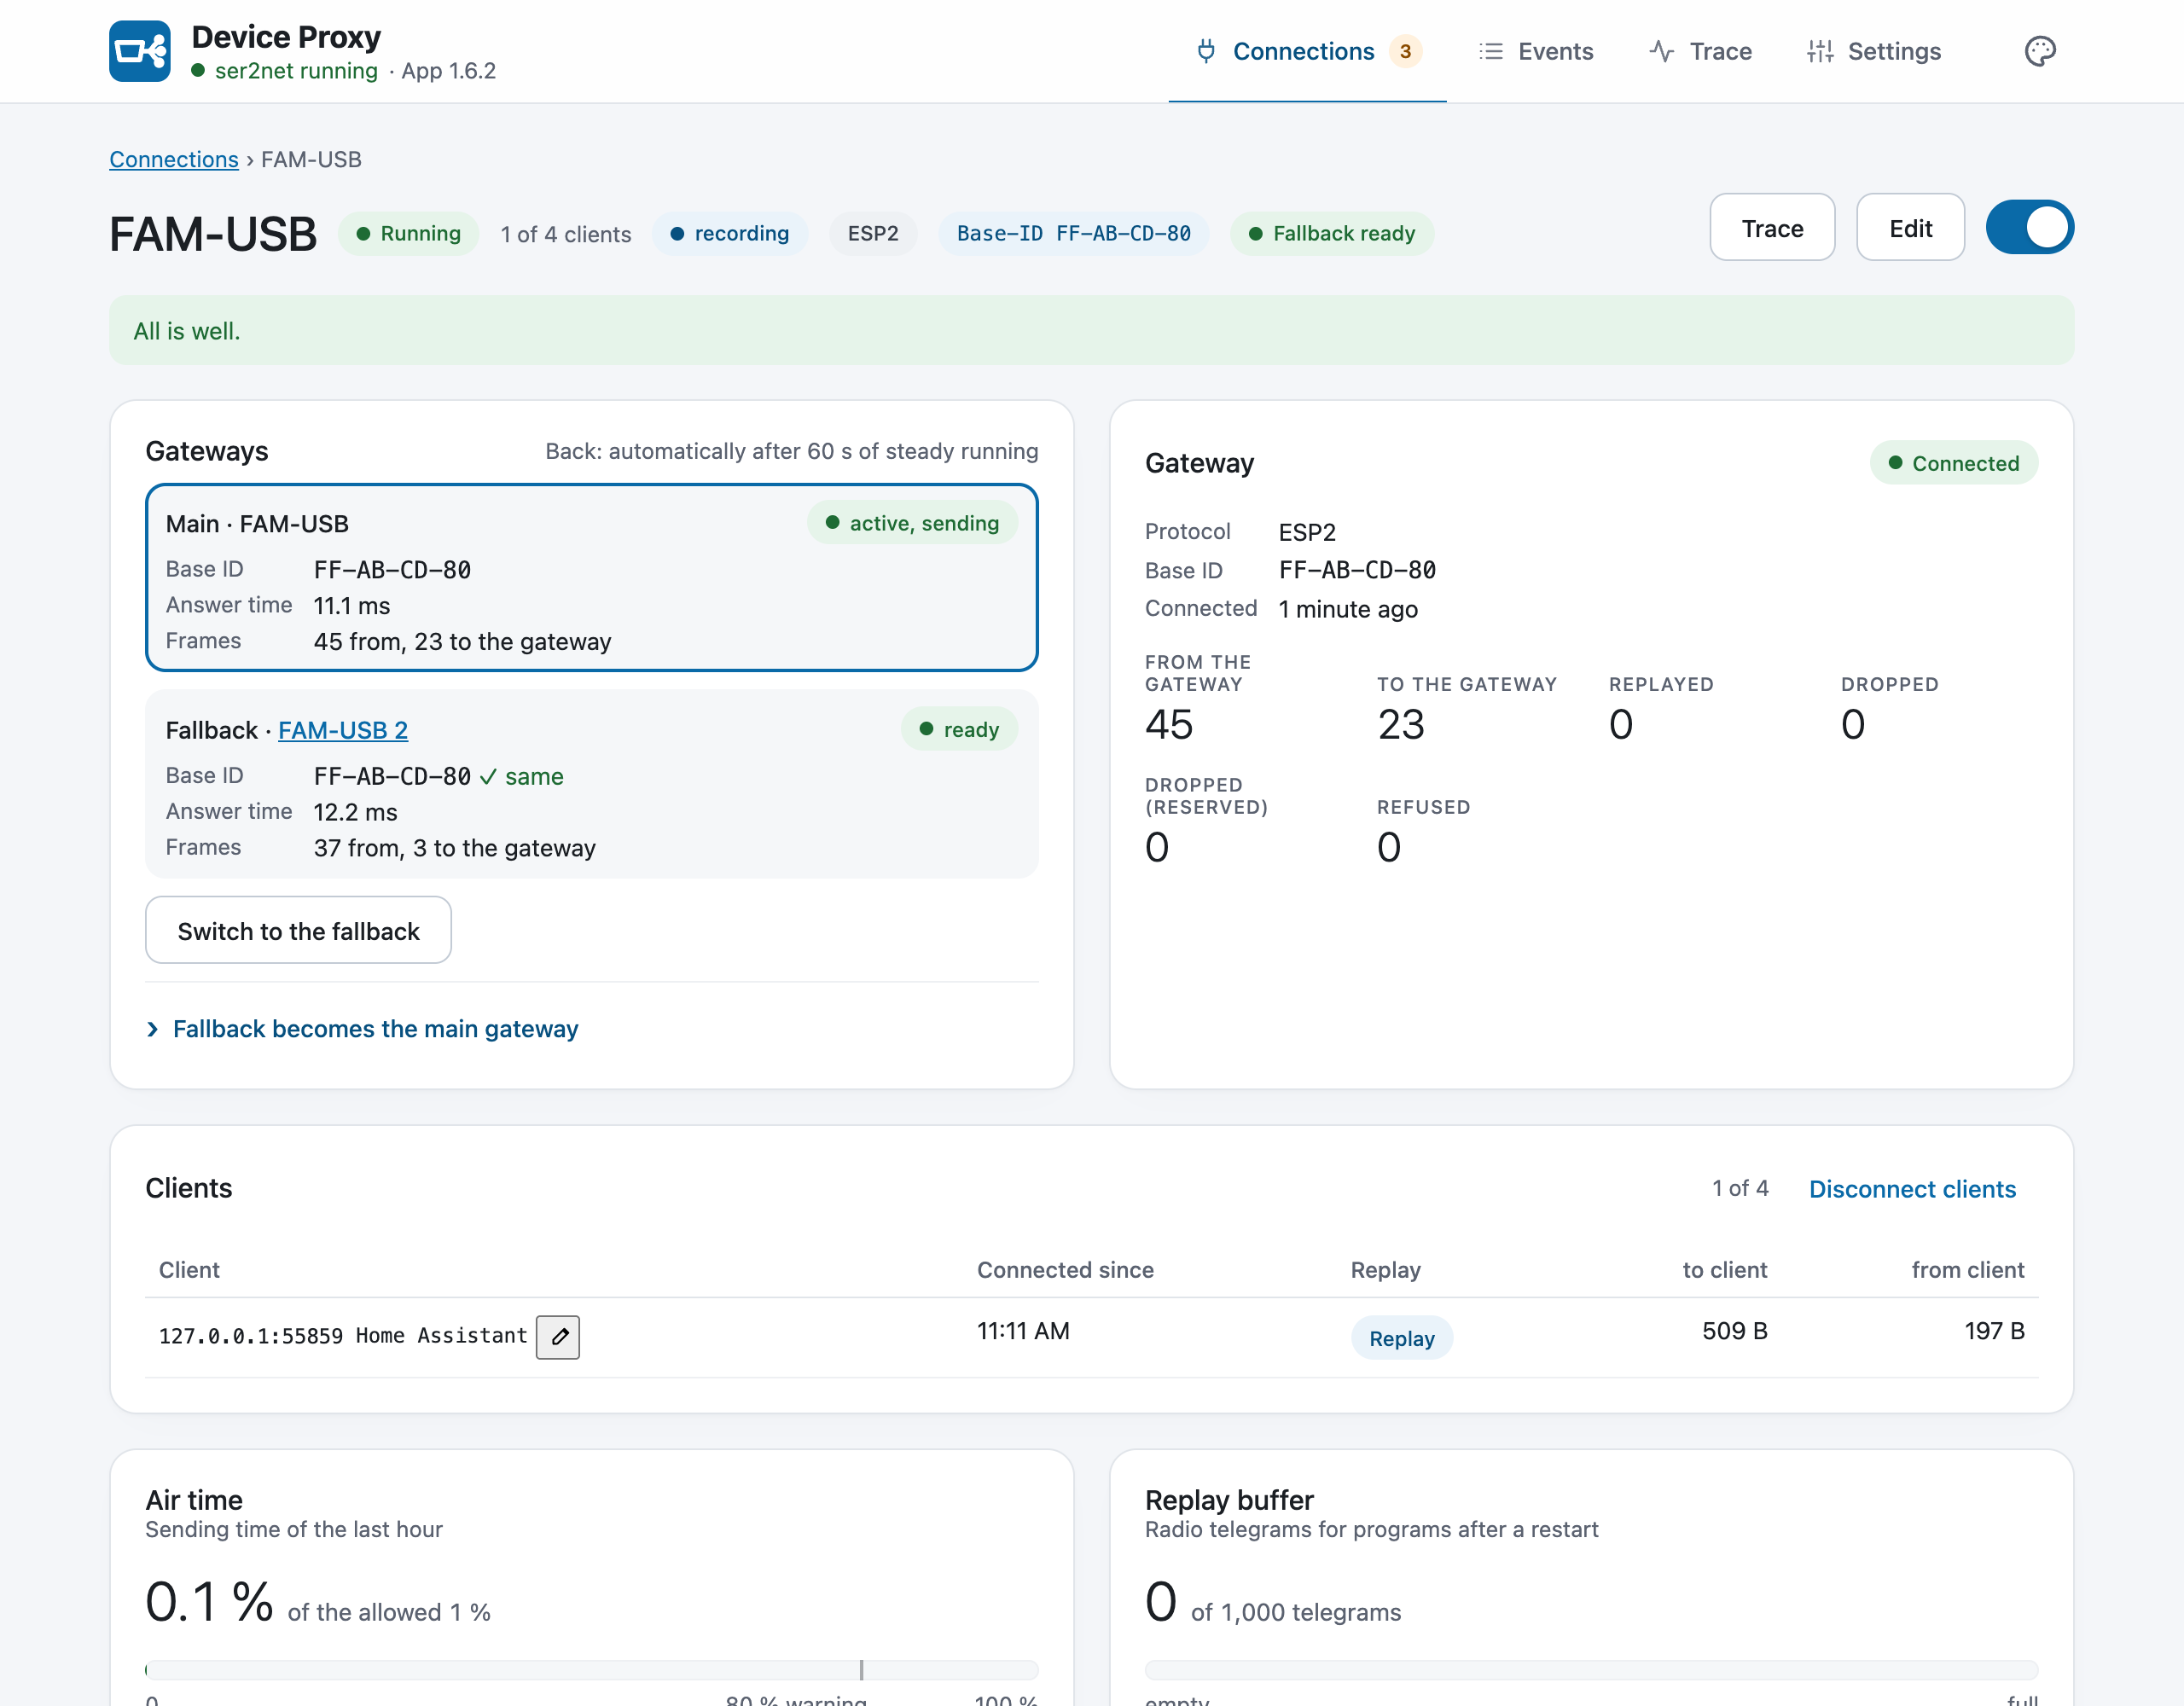 Device Proxy
ser2net running · App 1.6.2
Connections 3
Events
Trace
Settings
Connections › FAM-USB
FAM-USB
Running
1 of 4 clients
recording
ESP2
Base-ID FF-AB-CD-80
Fallback ready
Trace
Edit
All is well.
Gateways
Back: automatically after 60 s of steady running
Main · FAM-USB
active, sending
Base ID FF-AB-CD-80
Answer time 11.1 ms
Frames 45 from, 23 to the gateway
Fallback · FAM-USB 2
ready
Base ID FF-AB-CD-80 ✓ same
Answer time 12.2 ms
Frames 37 from, 3 to the gateway
Switch to the fallback
Fallback becomes the main gateway
Gateway
Connected
Protocol ESP2
Base ID FF-AB-CD-80
Connected 1 minute ago
FROM THE
GATEWAY
45
TO THE GATEWAY
23
REPLAYED
0
DROPPED
0
DROPPED
(RESERVED)
0
REFUSED
0
Clients
1 of 4
Disconnect clients
Client Connected since Replay to client from client
127.0.0.1:55859 Home Assistant 11:11 AM Replay 509 B 197 B
Air time
Sending time of the last hour
0.1 % of the allowed 1 %
0 80 % warning 100 %
Replay buffer
Radio telegrams for programs after a restart
0 of 1,000 telegrams
empty full